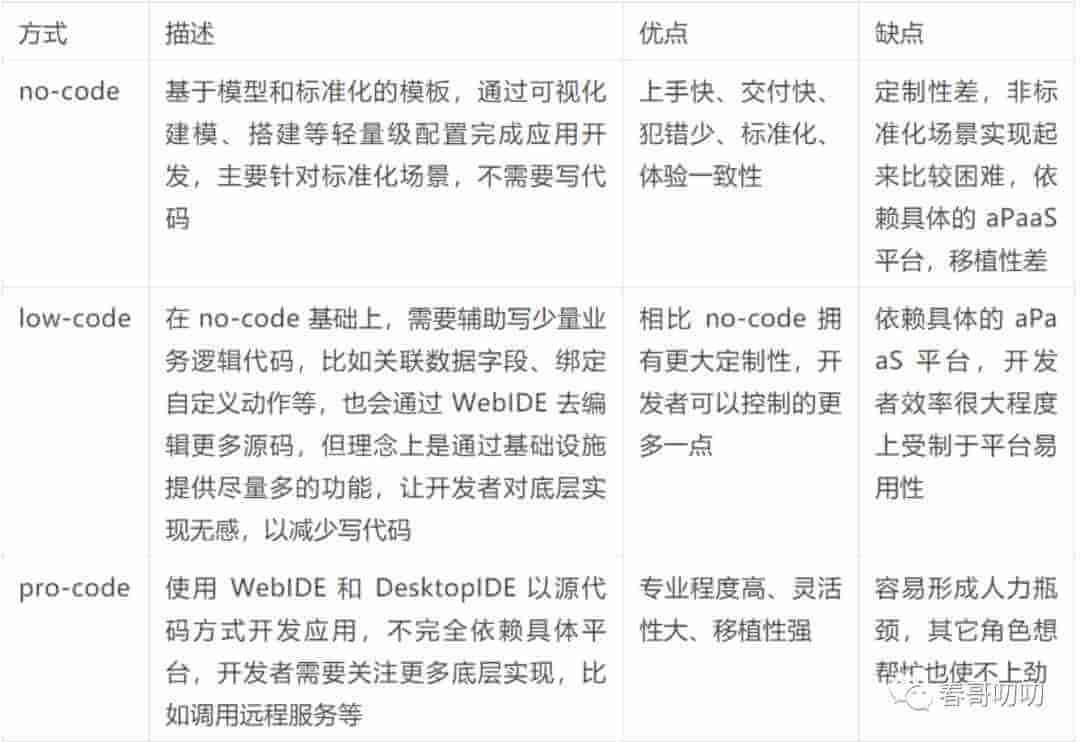 方式
描述
优点
缺点
no-code
基于模型和标准化的模板，通过可视化
建模、搭建等轻量级配置完成应用开
发，主要针对标准化场景，不需要写代
码
上手快、交付快、
犯错少、标准化、
体验一致性
定制性差，非标
准化场景实现起
来比较困难，依
赖具体的 aPaaS
平台，移植性差
low-code
在 no-code 基础上，需要辅助写少量业
务逻辑代码，比如关联数据字段、绑定
自定义动作等，也会通过 WebIDE 去编
辑更多源码，但理念上是通过基础设施
提供尽量多的功能，让开发者对底层实
现无感，以减少写代码
相比 no-code 拥
有更大定制性，开
发者可以控制的更
多一点
依赖具体的 aPa
aS 平台，开发
者效率很大程度
上受制于平台易
用性
pro-code
使用 WebIDE 和 DesktopIDE 以源代
码方式开发应用，不完全依赖具体平
台，开发者需要关注更多底层实现，比
如调用远程服务等
专业程度高、灵活
性大、移植性强
容易形成人力瓶
颈，其它角色想
帮忙也使不上劲
春哥叨叨